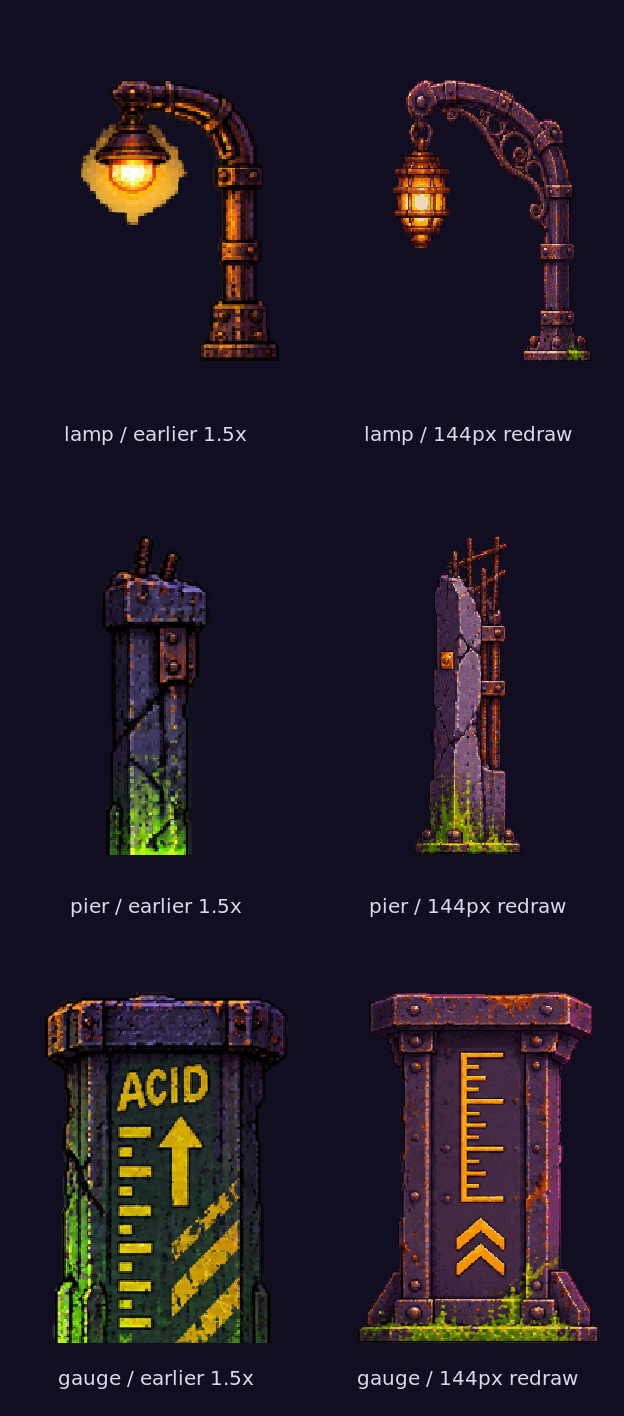 lamp / earlier 1.5x
lamp / 144px redraw
pier / earlier 1.5x
pier / 144px redraw
ACID
gauge / earlier 1.5x
gauge / 144px redraw